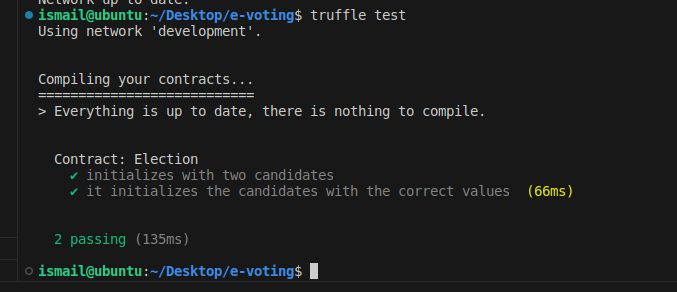 Network up to date.
ismail@ubuntu:~/Desktop/e-voting$ truffle test
Using network 'development'.
Compiling your contracts...
===========================
> Everything is up to date, there is nothing to compile.
Contract: Election
✔ initializes with two candidates
✔ it initializes the candidates with the correct values (66ms)
2 passing (135ms)
ismail@ubuntu:~/Desktop/e-voting$